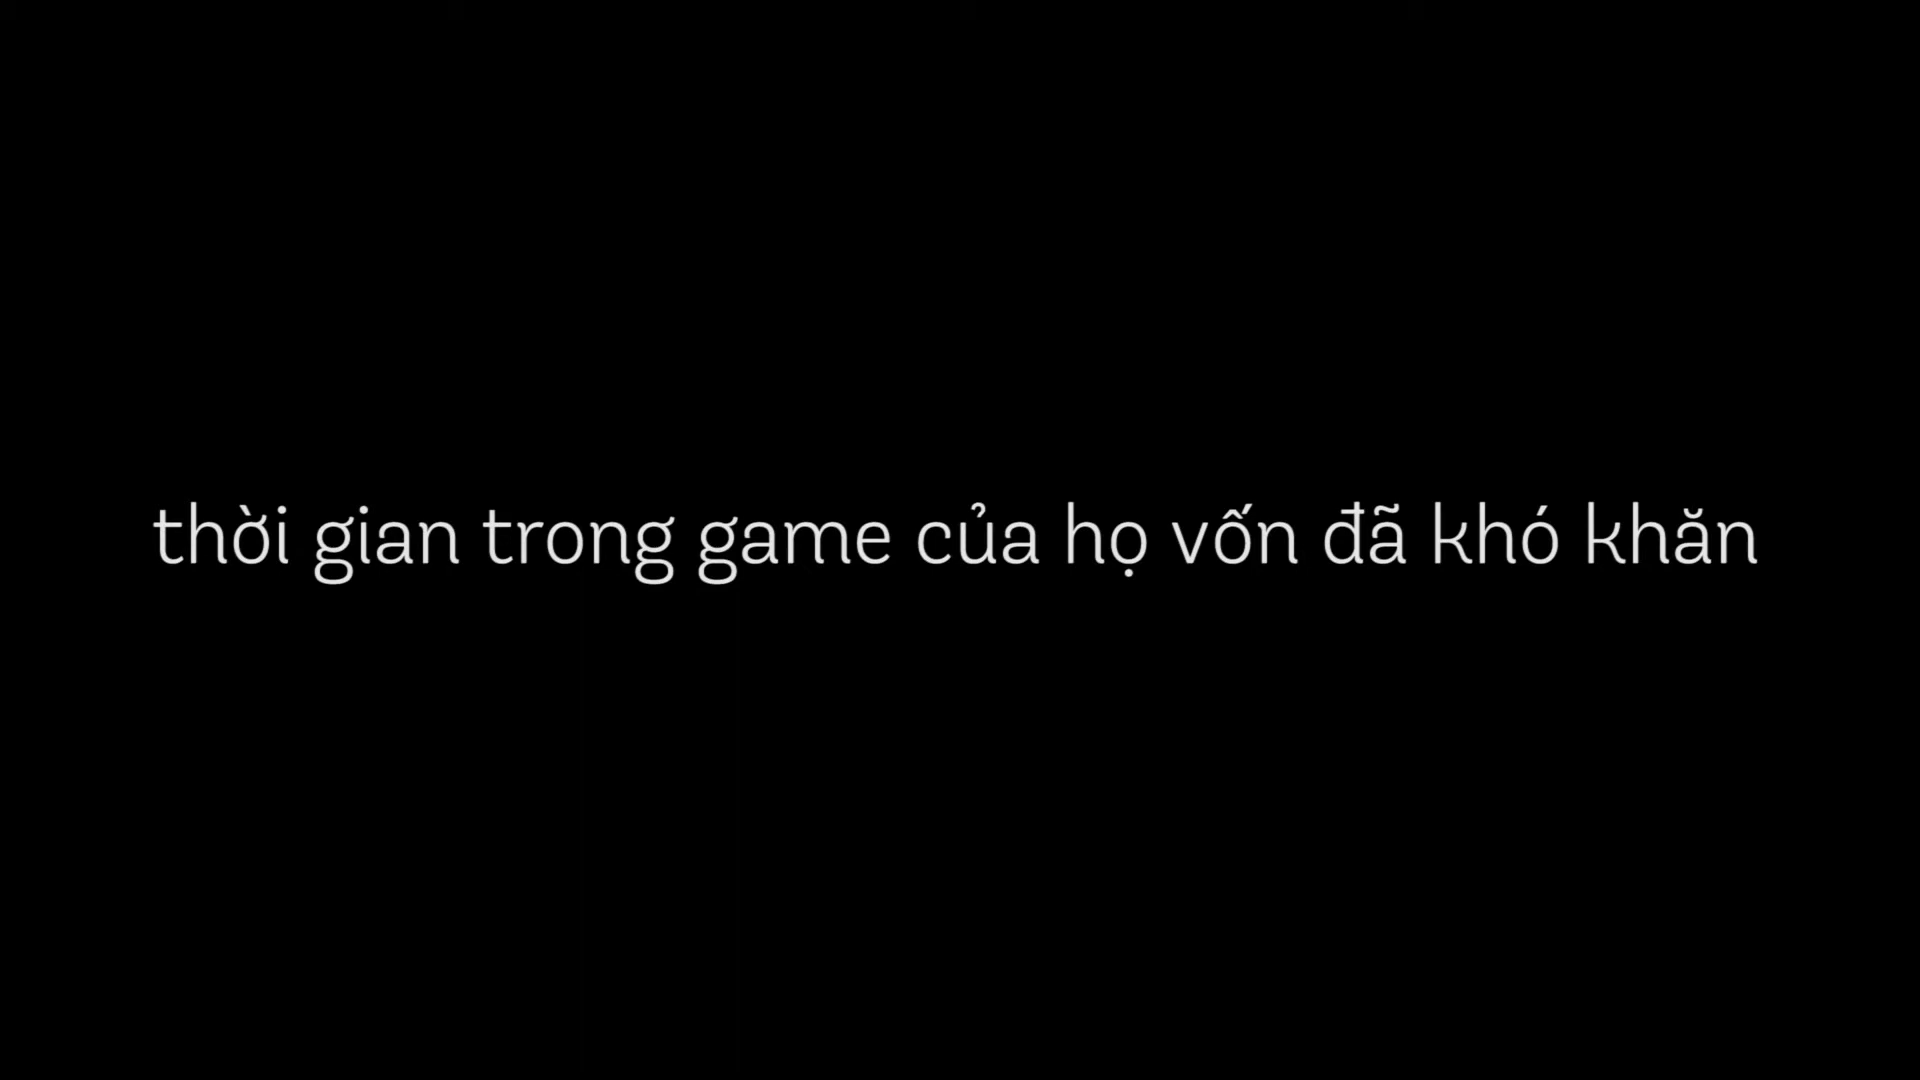 thời gian trong game của họ vốn đã khó khăn